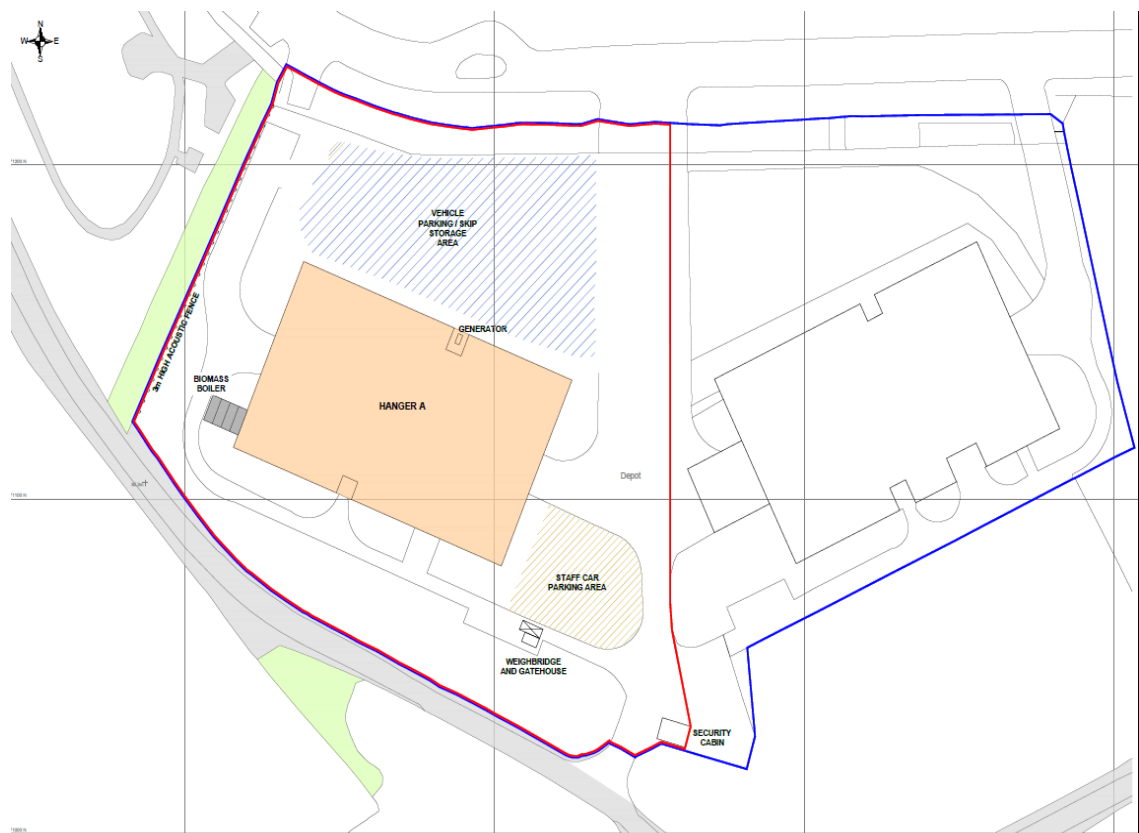 N
W E
S
VEHICLE
PARKING / SKIP
STORAGE
AREA
3m HIGH ACOUSTIC FENCE
GENERATOR
BIOMASS
BOILER
HANGER A
Depot
STAFF CAR
PARKING AREA
WEIGHBRIDGE
AND GATEHOUSE
SECURITY
CABIN